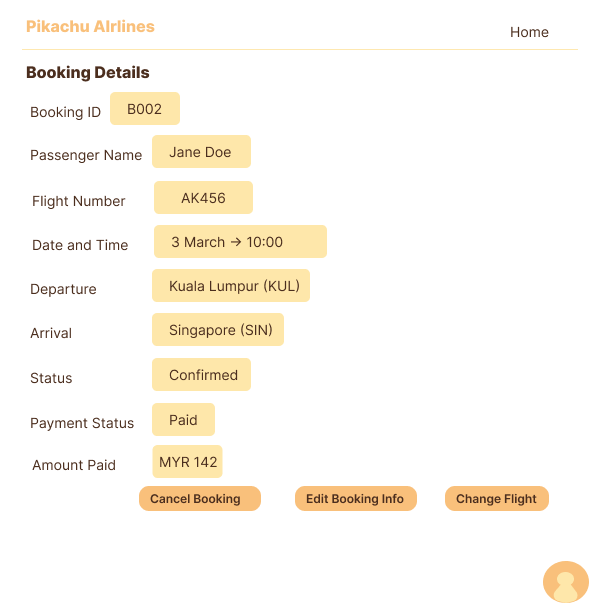 Pikachu AIrlines
Home
Booking Details
Booking ID B002
Passenger Name Jane Doe
Flight Number AK456
Date and Time 3 March → 10:00
Departure Kuala Lumpur (KUL)
Arrival Singapore (SIN)
Status Confirmed
Payment Status Paid
Amount Paid MYR 142
Cancel Booking Edit Booking Info Change Flight